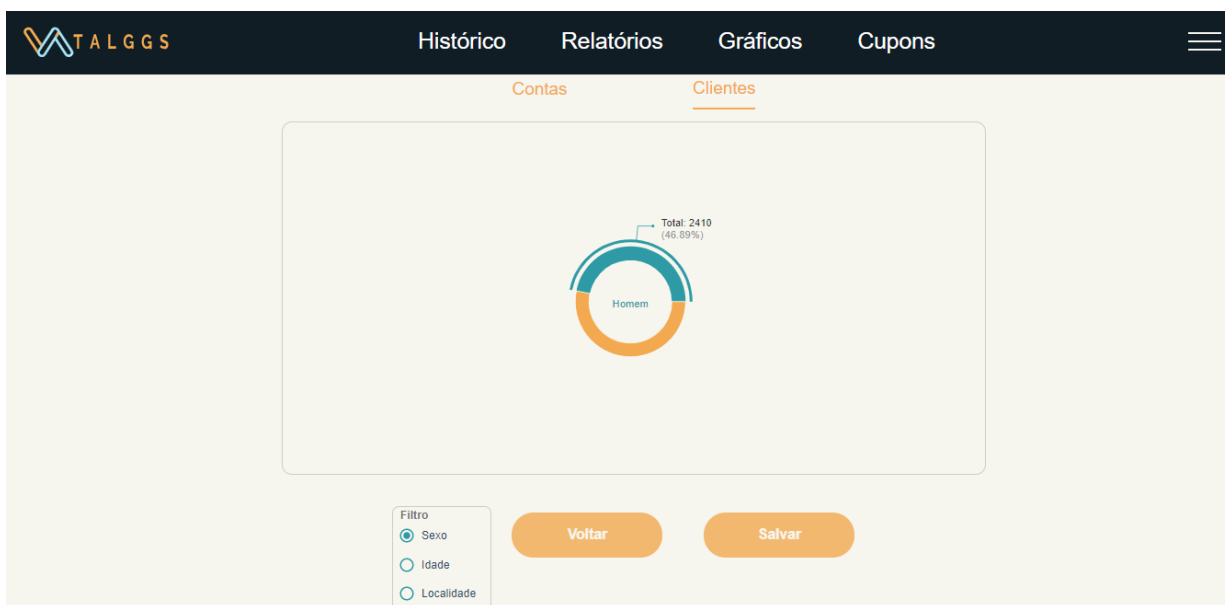 TALGGS
Histórico Relatórios Gráficos Cupons
Contas Clientes
Total: 2410
(46.89%)
Homem
Filtro
Sexo
Idade
Localidade
Voltar Salvar